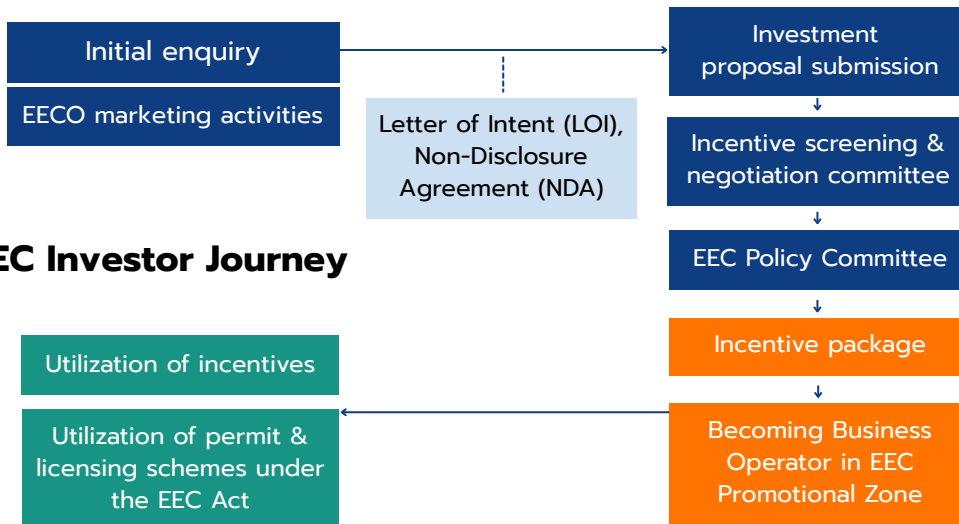 Initial enquiry
EECO marketing activities
Letter of Intent (LOI),
Non-Disclosure
Agreement (NDA)
Investment
proposal submission
Incentive screening &
negotiation committee
EEC Policy Committee
EC Investor Journey
Incentive package
Becoming Business
Operator in EEC
Promotional Zone
Utilization of incentives
Utilization of permit &
licensing schemes under
the EEC Act